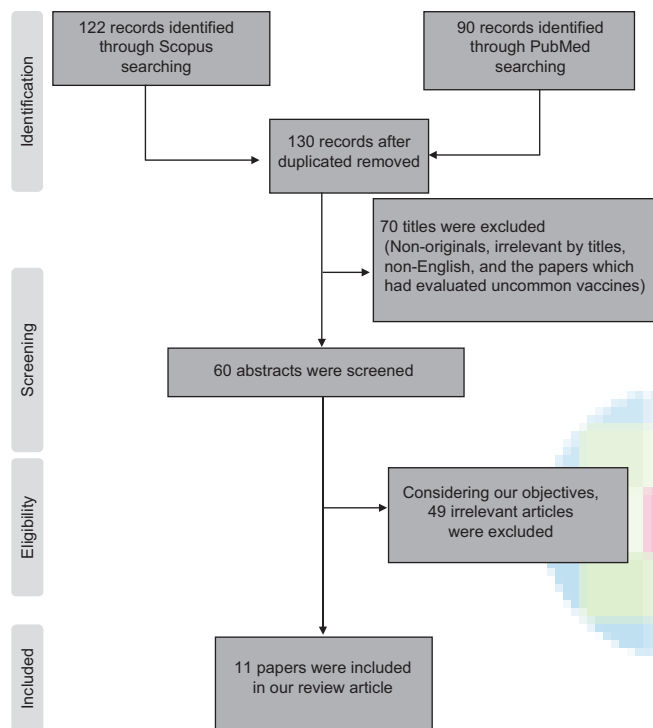 122 records identified
through Scopus
searching
90 records identified
through PubMed
searching
Identification
130 records after
duplicated removed
70 titles were excluded
(Non-originals, irrelevant by titles,
non-English, and the papers which
had evaluated uncommon vaccines)
Screening
60 abstracts were screened
Eligibility
Considering our objectives,
49 irrelevant articles
were excluded
Included
11 papers were included
in our review article